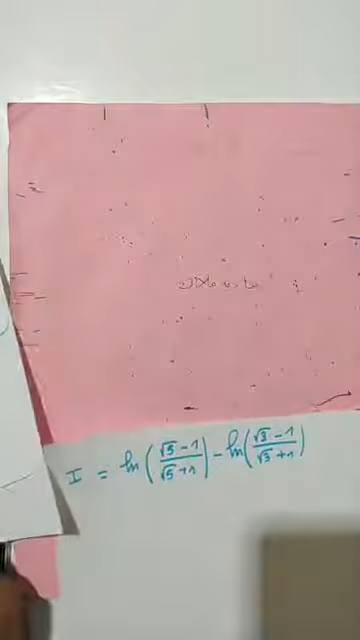 I = ln(√5-1/√5+1) - ln(√3-1/√3+1)